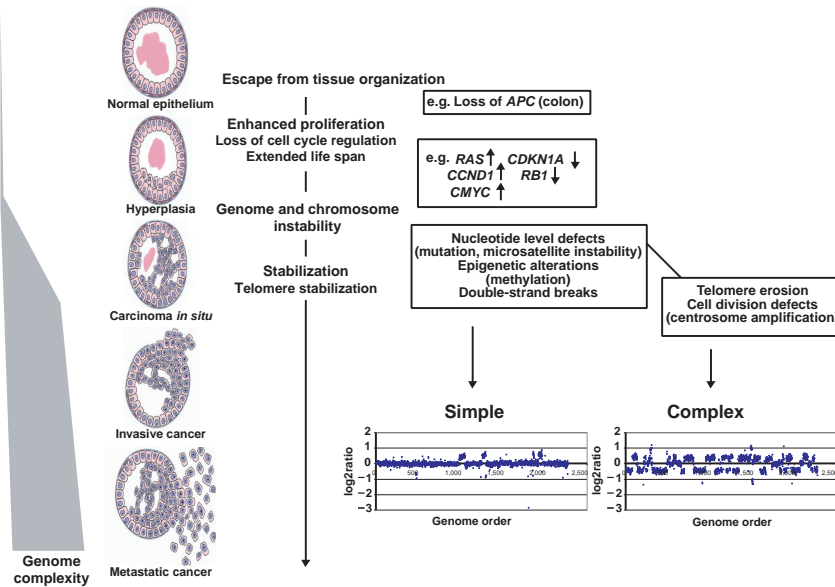 Normal epithelium
Hyperplasia
Carcinoma in situ
Invasive cancer
Metastatic cancer
Genome
complexity
Escape from tissue organization
Enhanced proliferation
Loss of cell cycle regulation
Extended life span
Genome and chromosome
instability
Stabilization
Telomere stabilization
e.g. Loss of APC (colon)
e.g. RAS ↑ CDKN1A ↓
CCND1 ↑ RB1 ↓
CMYC ↑
Nucleotide level defects
(mutation, microsatellite instability)
Epigenetic alterations
(methylation)
Double-strand breaks
Telomere erosion
Cell division defects
(centrosome amplification
Simple
2
1
0
−1
−2
−3
log2ratio
0 500 1,000 1,500 2,000 2,500
Genome order
Complex
2
1
0
−1
−2
−3
log2ratio
0 500 1,000 1,500 2,000 2,500
Genome order